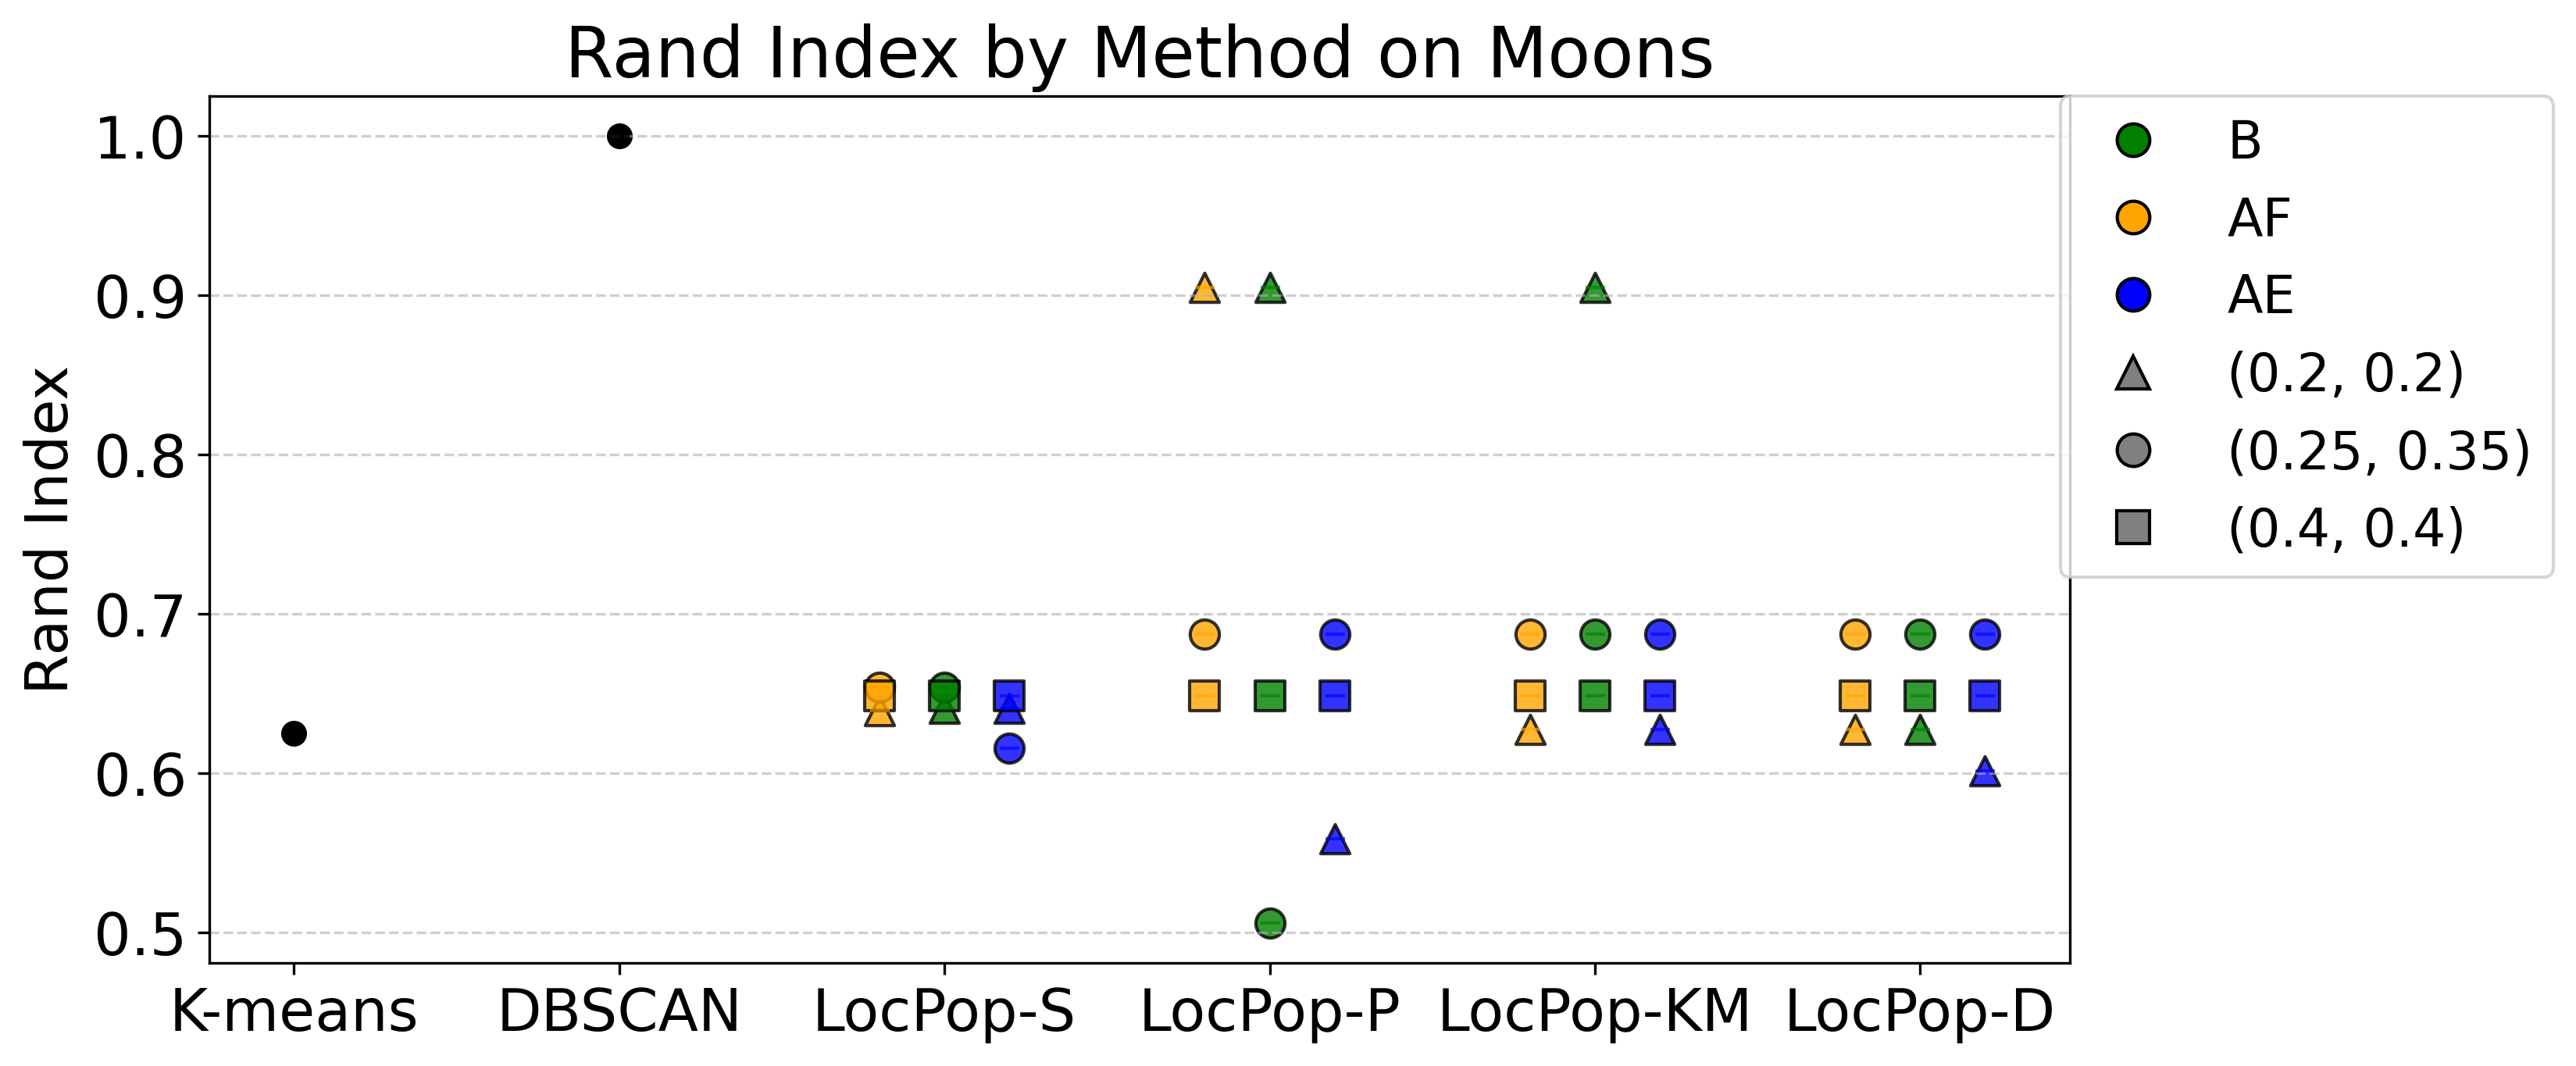 Rand Index by Method on Moons
Rand Index
1.0
0.9
0.8
0.7
0.6
0.5
K-means
DBSCAN
LocPop-S
LocPop-P
LocPop-KM
LocPop-D
B
AF
AE
(0.2, 0.2)
(0.25, 0.35)
(0.4, 0.4)